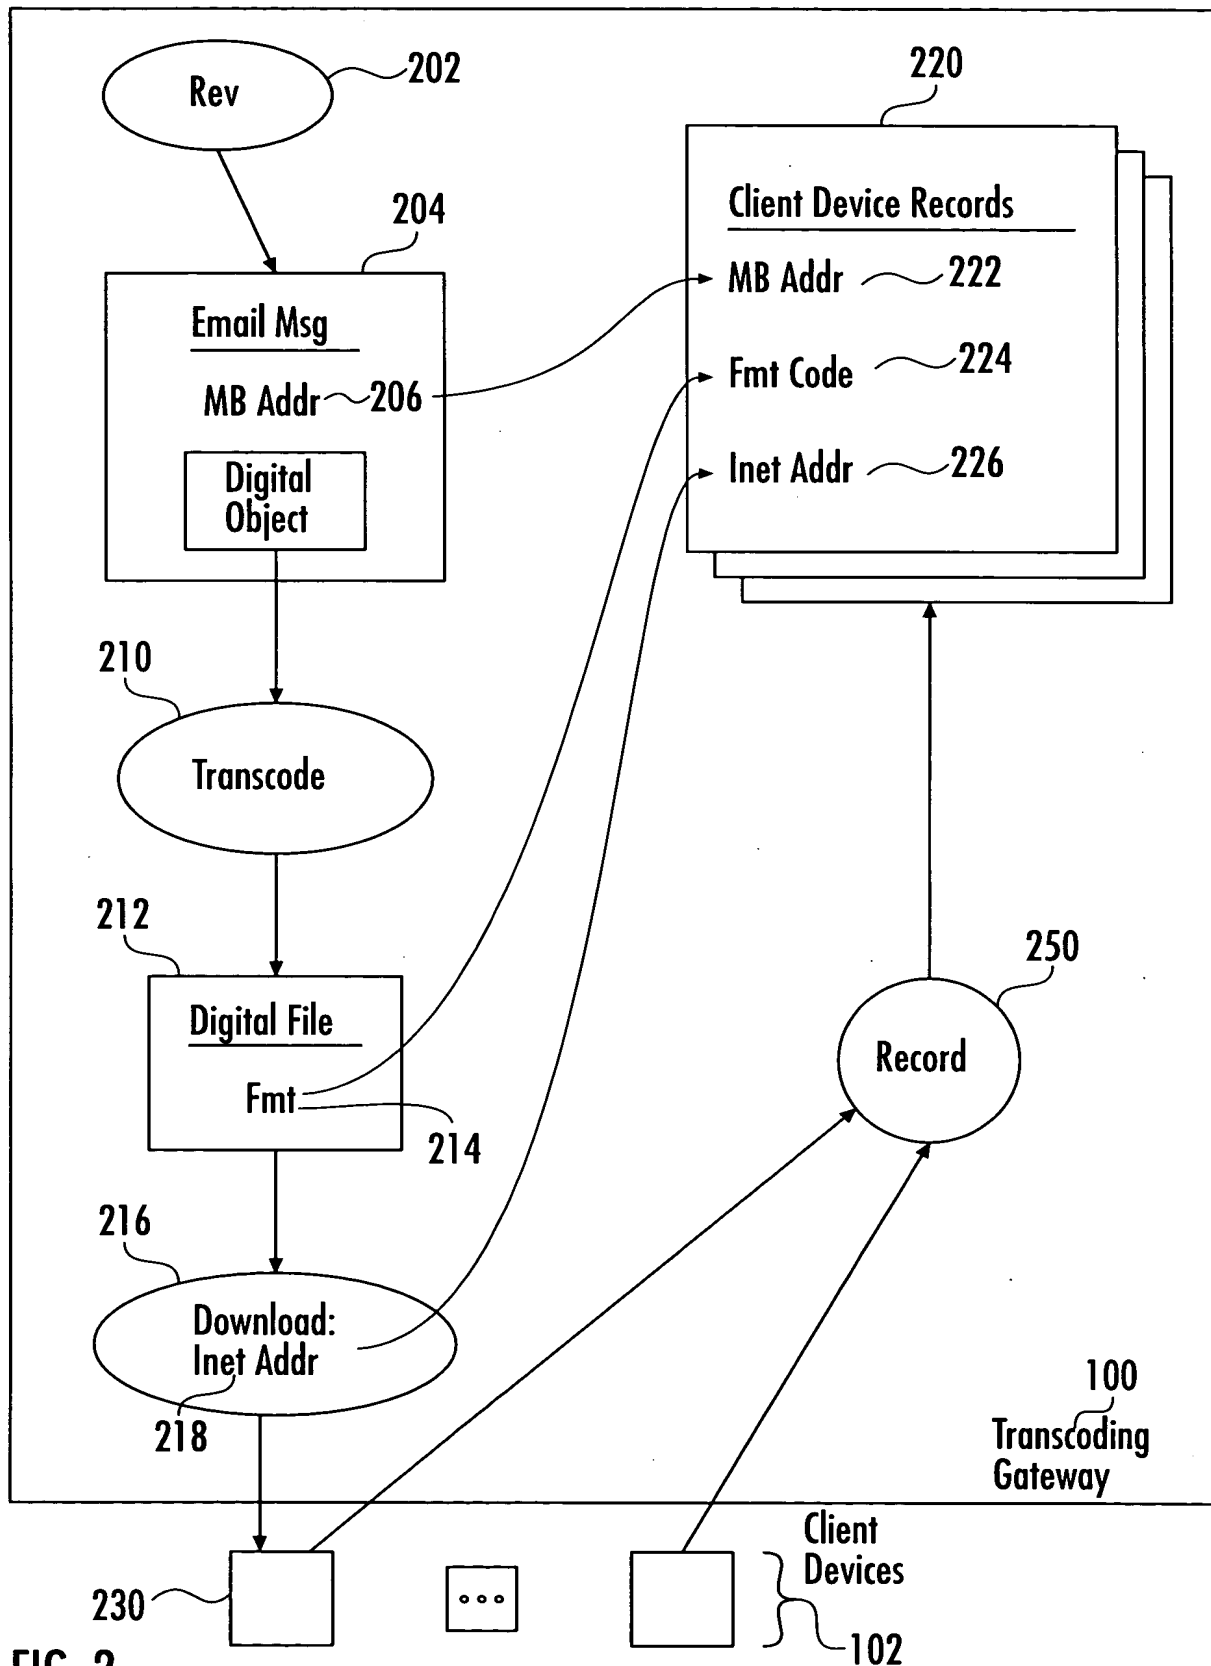 Rev
202
220
204
Client Device Records
MB Addr
222
Email Msg
Fmt Code
224
MB Addr
206
Inet Addr
226
Digital
Object
210
Transcode
212
250
Digital File
Record
Fmt
214
216
Download:
Inet Addr
218
100
Transcoding
Gateway
Client
Devices
230
102
FIG. 2